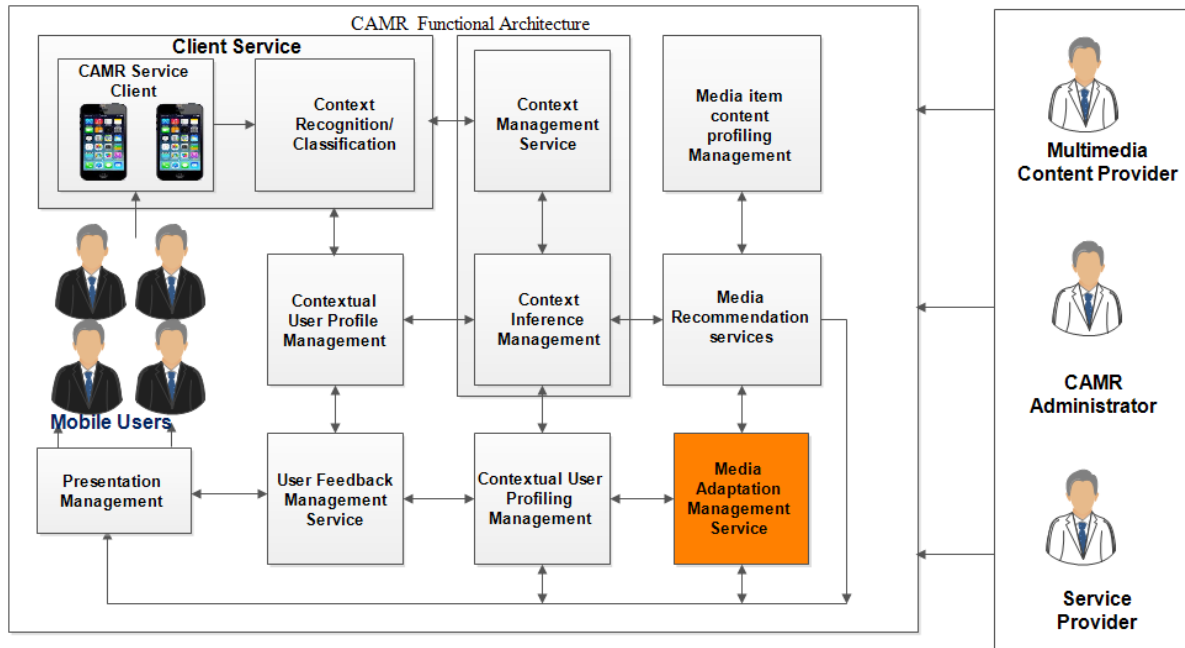 CAMR Functional Architecture
Client Service
CAMR Service
Client
Context
Recognition/
Classification
Context
Management
Service
Media item
content
profiling
Management
Multimedia
Content Provider
Contextual
User Profile
Management
Context
Inference
Management
Media
Recommendation
services
CAMR
Administrator
Mobile Users
Presentation
Management
User Feedback
Management
Service
Contextual User
Profiling
Management
Media
Adaptation
Management
Service
Service
Provider